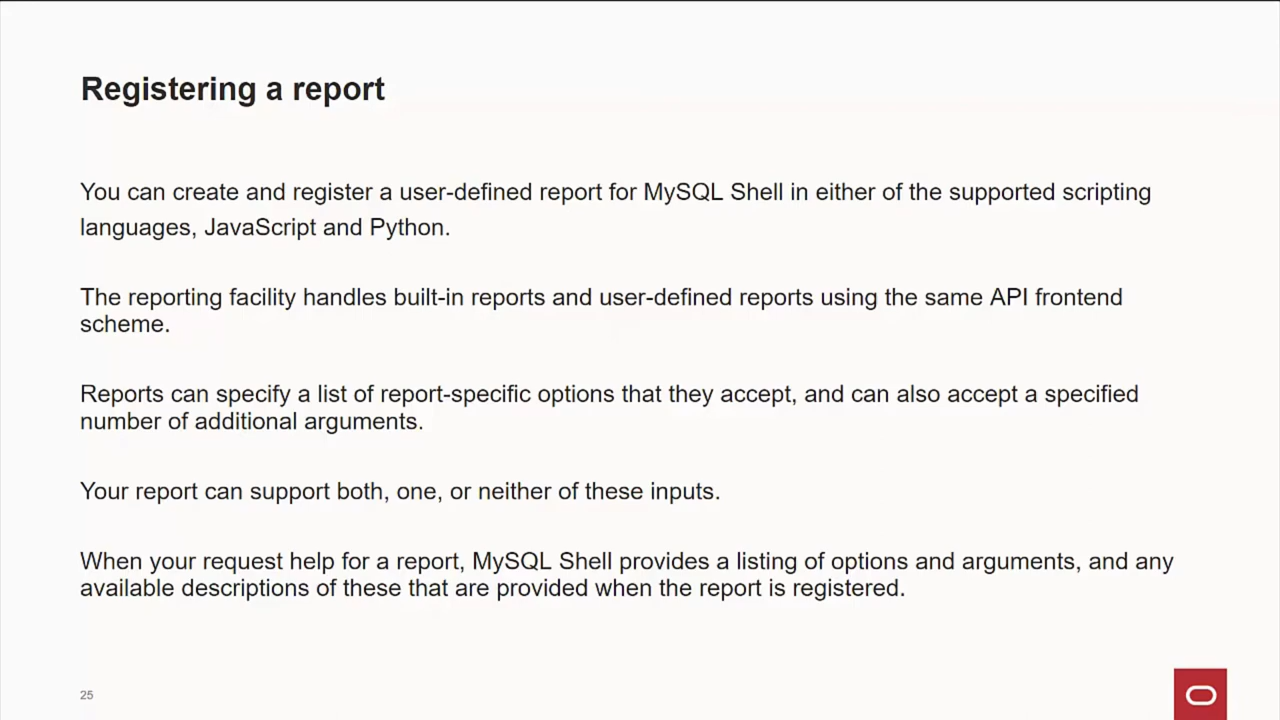 Registering a report
You can create and register a user-defined report for MySQL Shell in either of the supported scripting
languages, JavaScript and Python.
The reporting facility handles built-in reports and user-defined reports using the same API frontend
scheme.
Reports can specify a list of report-specific options that they accept, and can also accept a specified
number of additional arguments.
Your report can support both, one, or neither of these inputs.
When your request help for a report, MySQL Shell provides a listing of options and arguments, and any
available descriptions of these that are provided when the report is registered.
25